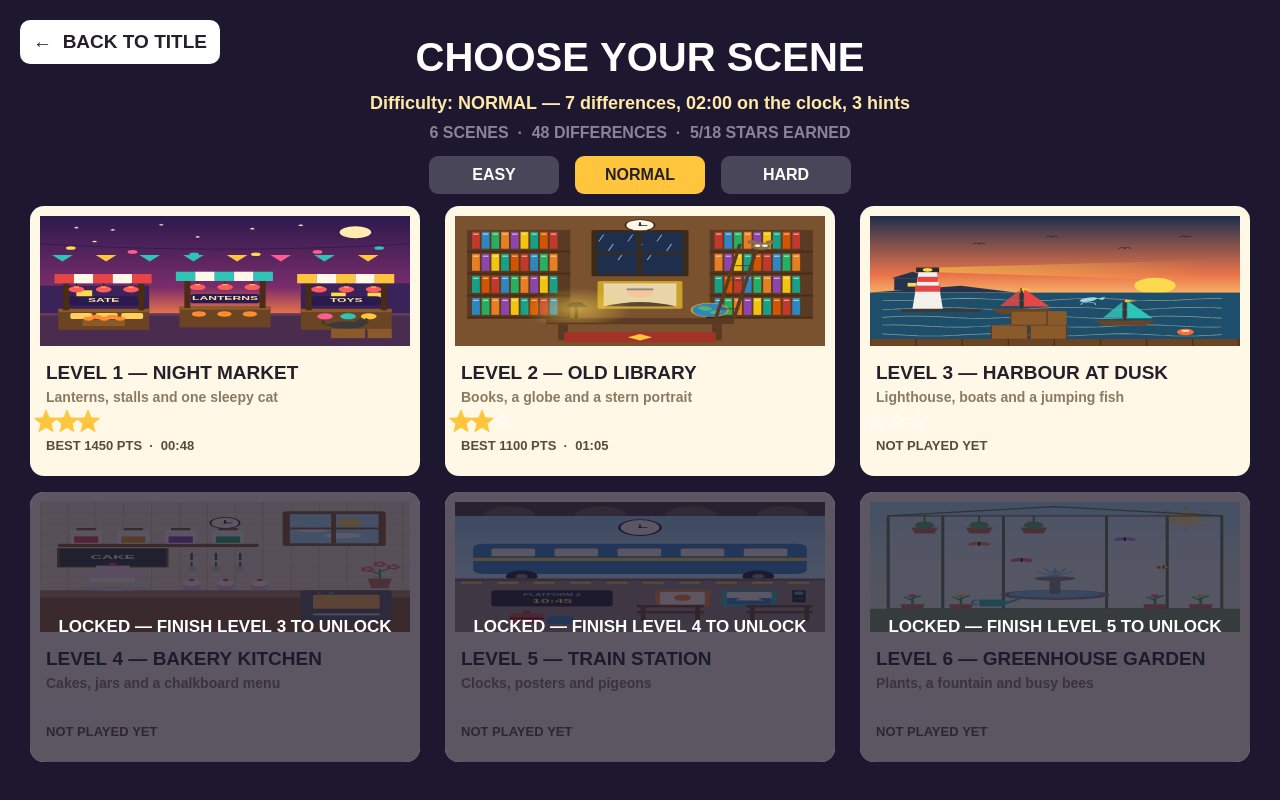 ← BACK TO TITLE
CHOOSE YOUR SCENE
Difficulty: NORMAL — 7 differences, 02:00 on the clock, 3 hints
6 SCENES · 48 DIFFERENCES · 5/18 STARS EARNED
EASY
NORMAL
HARD
SATE
LANTERNS
TOYS
LEVEL 1 — NIGHT MARKET
Lanterns, stalls and one sleepy cat
BEST 1450 PTS · 00:48
LEVEL 2 — OLD LIBRARY
Books, a globe and a stern portrait
BEST 1100 PTS · 01:05
LEVEL 3 — HARBOUR AT DUSK
Lighthouse, boats and a jumping fish
NOT PLAYED YET
CAKE
LOCKED — FINISH LEVEL 3 TO UNLOCK
LEVEL 4 — BAKERY KITCHEN
Cakes, jars and a chalkboard menu
NOT PLAYED YET
PLATFORM 2
10:45
LOCKED — FINISH LEVEL 4 TO UNLOCK
LEVEL 5 — TRAIN STATION
Clocks, posters and pigeons
NOT PLAYED YET
LOCKED — FINISH LEVEL 5 TO UNLOCK
LEVEL 6 — GREENHOUSE GARDEN
Plants, a fountain and busy bees
NOT PLAYED YET